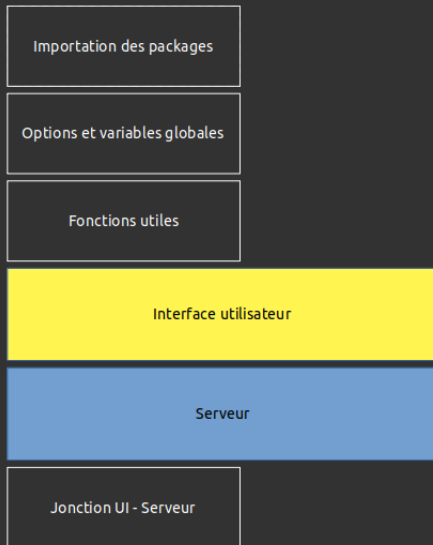 Importation des packages
Options et variables globales
Fonctions utiles
Interface utilisateur
Serveur
Jonction UI - Serveur